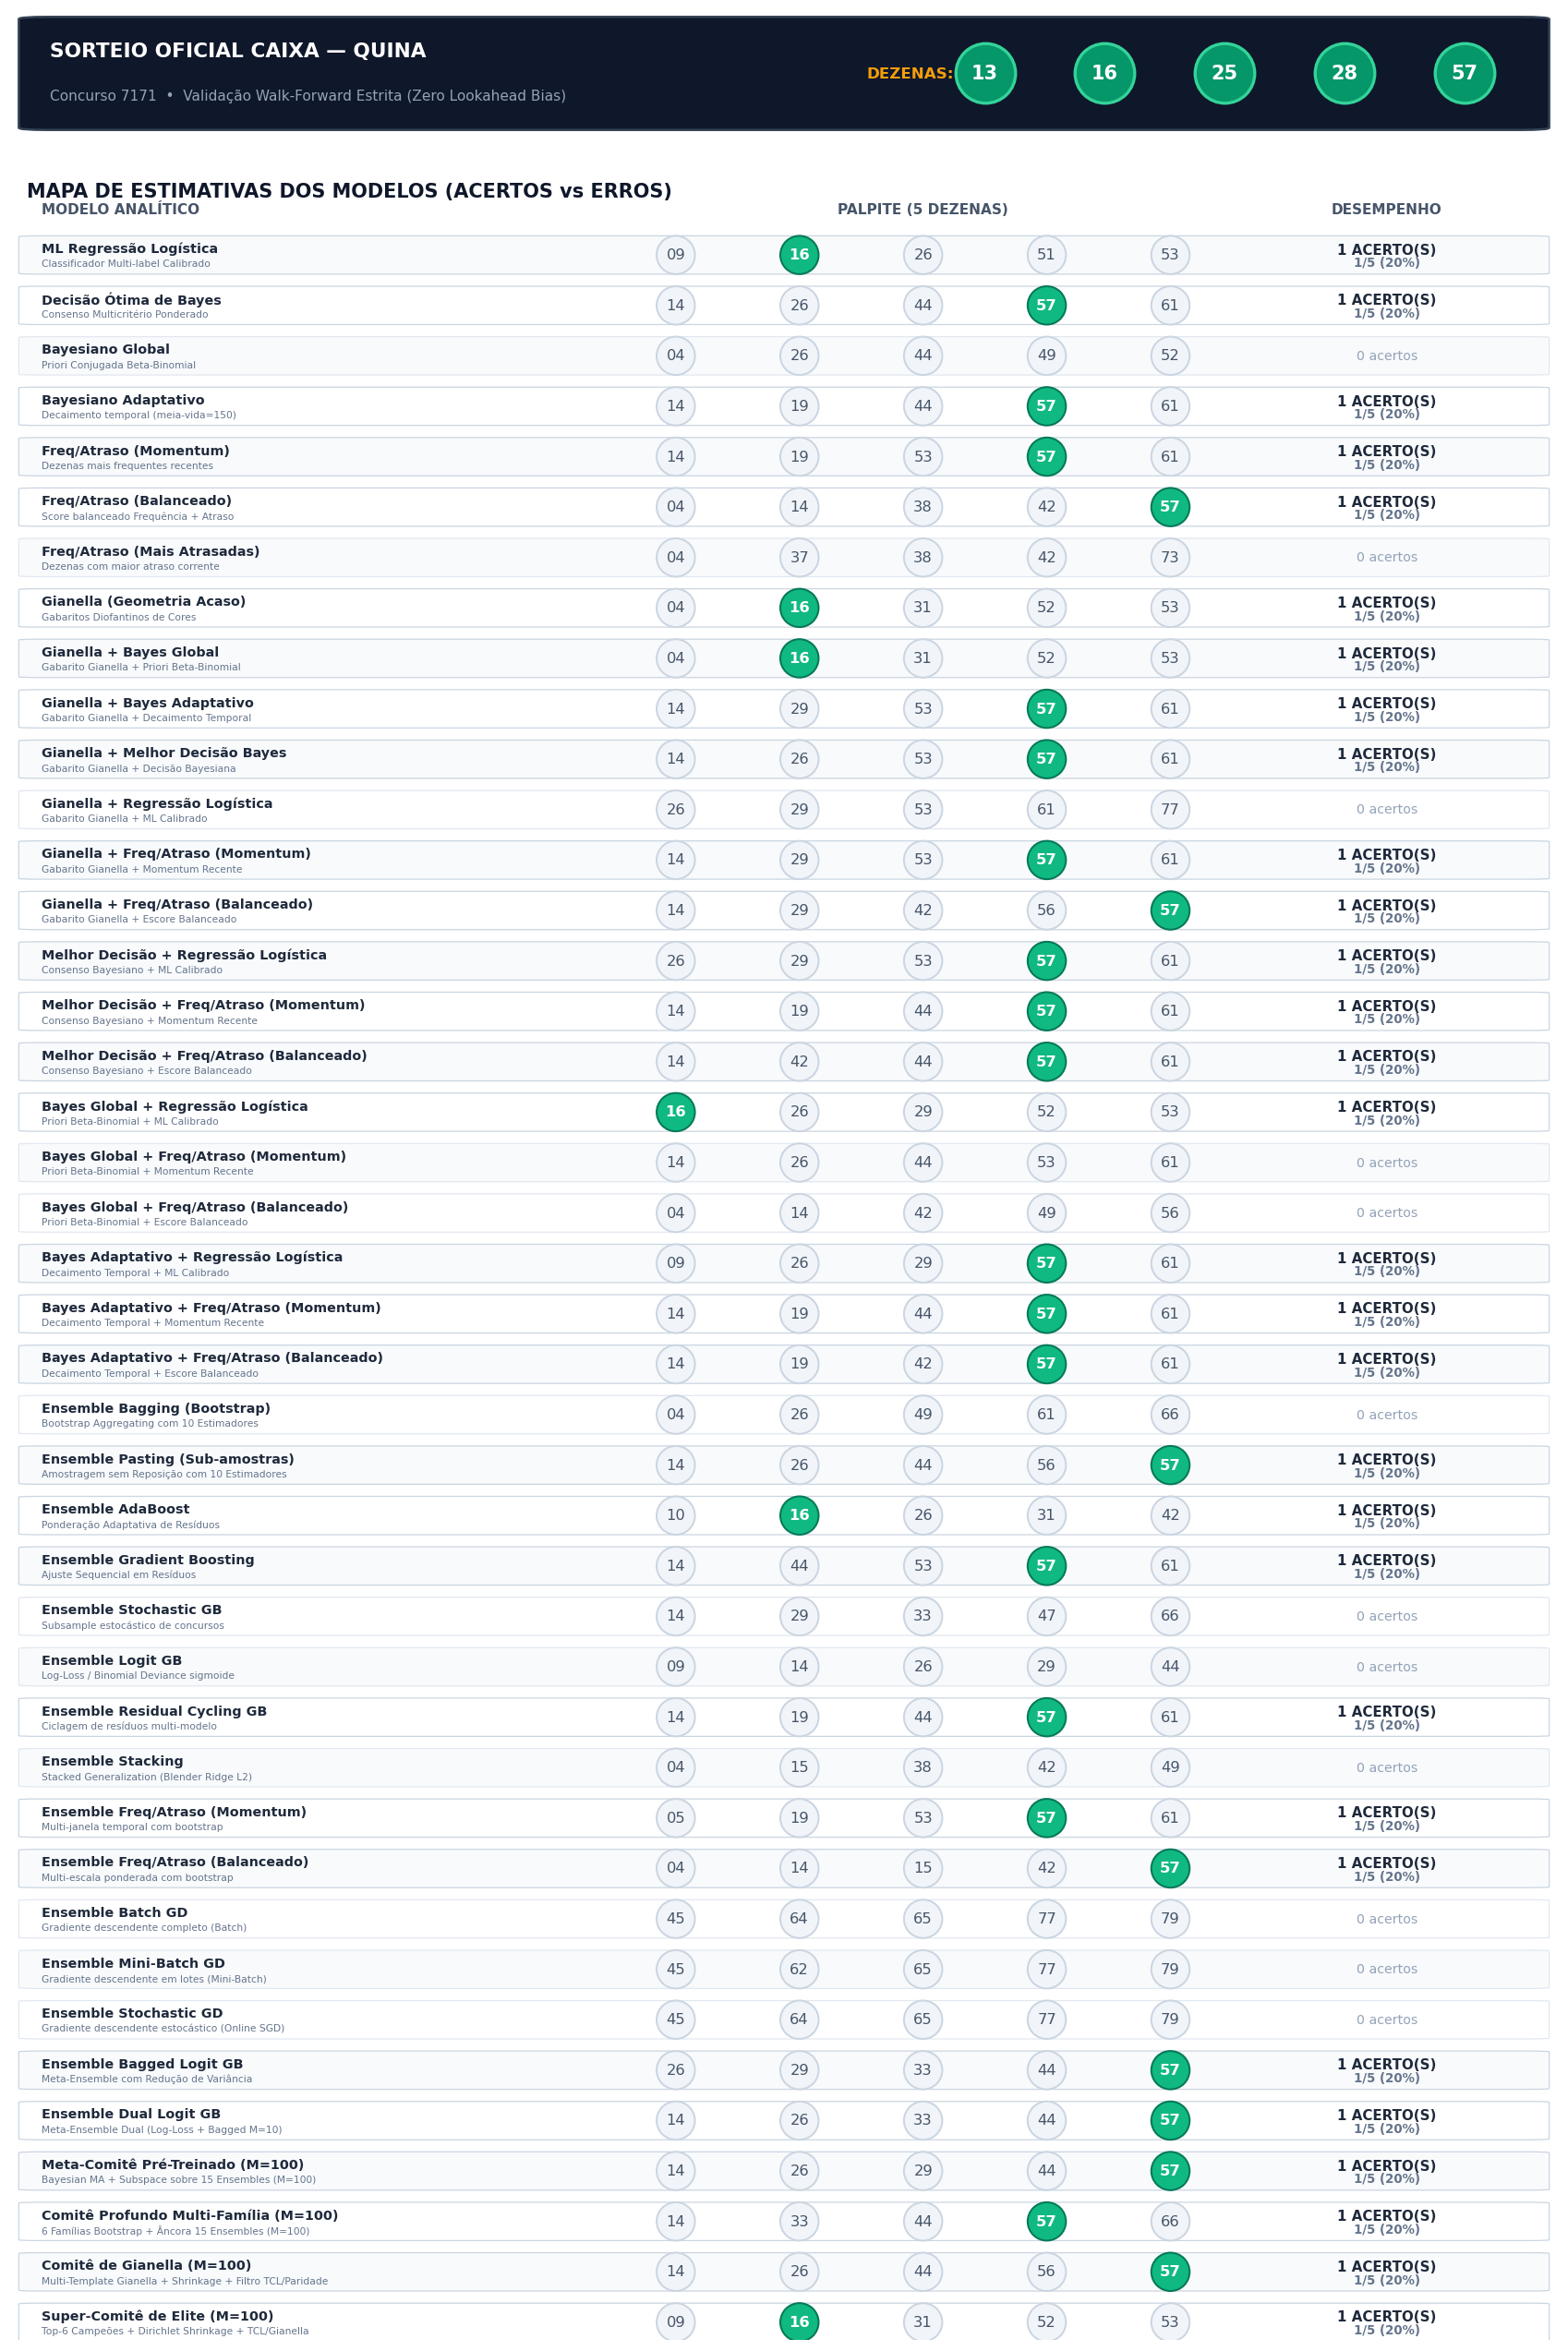 SORTEIO OFICIAL CAIXA — QUINA
DEZENAS: 13 16 25 28 57
Concurso 7171 • Validação Walk-Forward Estrita (Zero Lookahead Bias)
MAPA DE ESTIMATIVAS DOS MODELOS (ACERTOS vs ERROS)
MODELO ANALÍTICO PALPITE (5 DEZENAS) DESEMPENHO
ML Regressão Logística 09 16 26 51 53 1 ACERTO(S)
Classificador Multi-label Calibrado 1/5 (20%)
Decisão Ótima de Bayes 14 26 44 57 61 1 ACERTO(S)
Consenso Multicritério Ponderado 1/5 (20%)
Bayesiano Global 04 26 44 49 52 0 acertos
Priori Conjugada Beta-Binomial
Bayesiano Adaptativo 14 19 44 57 61 1 ACERTO(S)
Decaimento temporal (meia-vida=150) 1/5 (20%)
Freq/Atraso (Momentum) 14 19 53 57 61 1 ACERTO(S)
Dezenas mais frequentes recentes 1/5 (20%)
Freq/Atraso (Balanceado) 04 14 38 42 57 1 ACERTO(S)
Score balanceado Frequência + Atraso 1/5 (20%)
Freq/Atraso (Mais Atrasadas) 04 37 38 42 73 0 acertos
Dezenas com maior atraso corrente
Gianella (Geometria Acaso) 04 16 31 52 53 1 ACERTO(S)
Gabaritos Diofantinos de Cores 1/5 (20%)
Gianella + Bayes Global 04 16 31 52 53 1 ACERTO(S)
Gabarito Gianella + Priori Beta-Binomial 1/5 (20%)
Gianella + Bayes Adaptativo 14 29 53 57 61 1 ACERTO(S)
Gabarito Gianella + Decaimento Temporal 1/5 (20%)
Gianella + Melhor Decisão Bayes 14 26 53 57 61 1 ACERTO(S)
Gabarito Gianella + Decisão Bayesiana 1/5 (20%)
Gianella + Regressão Logística 26 29 53 61 77 0 acertos
Gabarito Gianella + ML Calibrado
Gianella + Freq/Atraso (Momentum) 14 29 53 57 61 1 ACERTO(S)
Gabarito Gianella + Momentum Recente 1/5 (20%)
Gianella + Freq/Atraso (Balanceado) 14 29 42 56 57 1 ACERTO(S)
Gabarito Gianella + Escore Balanceado 1/5 (20%)
Melhor Decisão + Regressão Logística 26 29 53 57 61 1 ACERTO(S)
Consenso Bayesiano + ML Calibrado 1/5 (20%)
Melhor Decisão + Freq/Atraso (Momentum) 14 19 44 57 61 1 ACERTO(S)
Consenso Bayesiano + Momentum Recente 1/5 (20%)
Melhor Decisão + Freq/Atraso (Balanceado) 14 42 44 57 61 1 ACERTO(S)
Consenso Bayesiano + Escore Balanceado 1/5 (20%)
Bayes Global + Regressão Logística 16 26 29 52 53 1 ACERTO(S)
Priori Beta-Binomial + ML Calibrado 1/5 (20%)
Bayes Global + Freq/Atraso (Momentum) 14 26 44 53 61 0 acertos
Priori Beta-Binomial + Momentum Recente
Bayes Global + Freq/Atraso (Balanceado) 04 14 42 49 56 0 acertos
Priori Beta-Binomial + Escore Balanceado
Bayes Adaptativo + Regressão Logística 09 26 29 57 61 1 ACERTO(S)
Decaimento Temporal + ML Calibrado 1/5 (20%)
Bayes Adaptativo + Freq/Atraso (Momentum) 14 19 44 57 61 1 ACERTO(S)
Decaimento Temporal + Momentum Recente 1/5 (20%)
Bayes Adaptativo + Freq/Atraso (Balanceado) 14 19 42 57 61 1 ACERTO(S)
Decaimento Temporal + Escore Balanceado 1/5 (20%)
Ensemble Bagging (Bootstrap) 04 26 49 61 66 0 acertos
Bootstrap Aggregating com 10 Estimadores
Ensemble Pasting (Sub-amostras) 14 26 44 56 57 1 ACERTO(S)
Amostragem sem Reposição com 10 Estimadores 1/5 (20%)
Ensemble AdaBoost 10 16 26 31 42 1 ACERTO(S)
Ponderação Adaptativa de Resíduos 1/5 (20%)
Ensemble Gradient Boosting 14 44 53 57 61 1 ACERTO(S)
Ajuste Sequencial em Resíduos 1/5 (20%)
Ensemble Stochastic GB 14 29 33 47 66 0 acertos
Subsample estocástico de concursos
Ensemble Logit GB 09 14 26 29 44 0 acertos
Log-Loss / Binomial Deviance sigmoide
Ensemble Residual Cycling GB 14 19 44 57 61 1 ACERTO(S)
Ciclagem de resíduos multi-modelo 1/5 (20%)
Ensemble Stacking 04 15 38 42 49 0 acertos
Stacked Generalization (Blender Ridge L2)
Ensemble Freq/Atraso (Momentum) 05 19 53 57 61 1 ACERTO(S)
Multi-janela temporal com bootstrap 1/5 (20%)
Ensemble Freq/Atraso (Balanceado) 04 14 15 42 57 1 ACERTO(S)
Multi-escala ponderada com bootstrap 1/5 (20%)
Ensemble Batch GD 45 64 65 77 79 0 acertos
Gradiente descendente completo (Batch)
Ensemble Mini-Batch GD 45 62 65 77 79 0 acertos
Gradiente descendente em lotes (Mini-Batch)
Ensemble Stochastic GD 45 64 65 77 79 0 acertos
Gradiente descendente estocástico (Online SGD)
Ensemble Bagged Logit GB 26 29 33 44 57 1 ACERTO(S)
Meta-Ensemble com Redução de Variância 1/5 (20%)
Ensemble Dual Logit GB 14 26 33 44 57 1 ACERTO(S)
Meta-Ensemble Dual (Log-Loss + Bagged M=10) 1/5 (20%)
Meta-Comitê Pré-Treinado (M=100) 14 26 29 44 57 1 ACERTO(S)
Bayesian MA + Subspace sobre 15 Ensembles (M=100) 1/5 (20%)
Comitê Profundo Multi-Família (M=100) 14 33 44 57 66 1 ACERTO(S)
6 Famílias Bootstrap + Âncora 15 Ensembles (M=100) 1/5 (20%)
Comitê de Gianella (M=100) 14 26 44 56 57 1 ACERTO(S)
Multi-Template Gianella + Shrinkage + Filtro TCL/Paridade 1/5 (20%)
Super-Comitê de Elite (M=100) 09 16 31 52 53 1 ACERTO(S)
Top-6 Campeões + Dirichlet Shrinkage + TCL/Gianella 1/5 (20%)